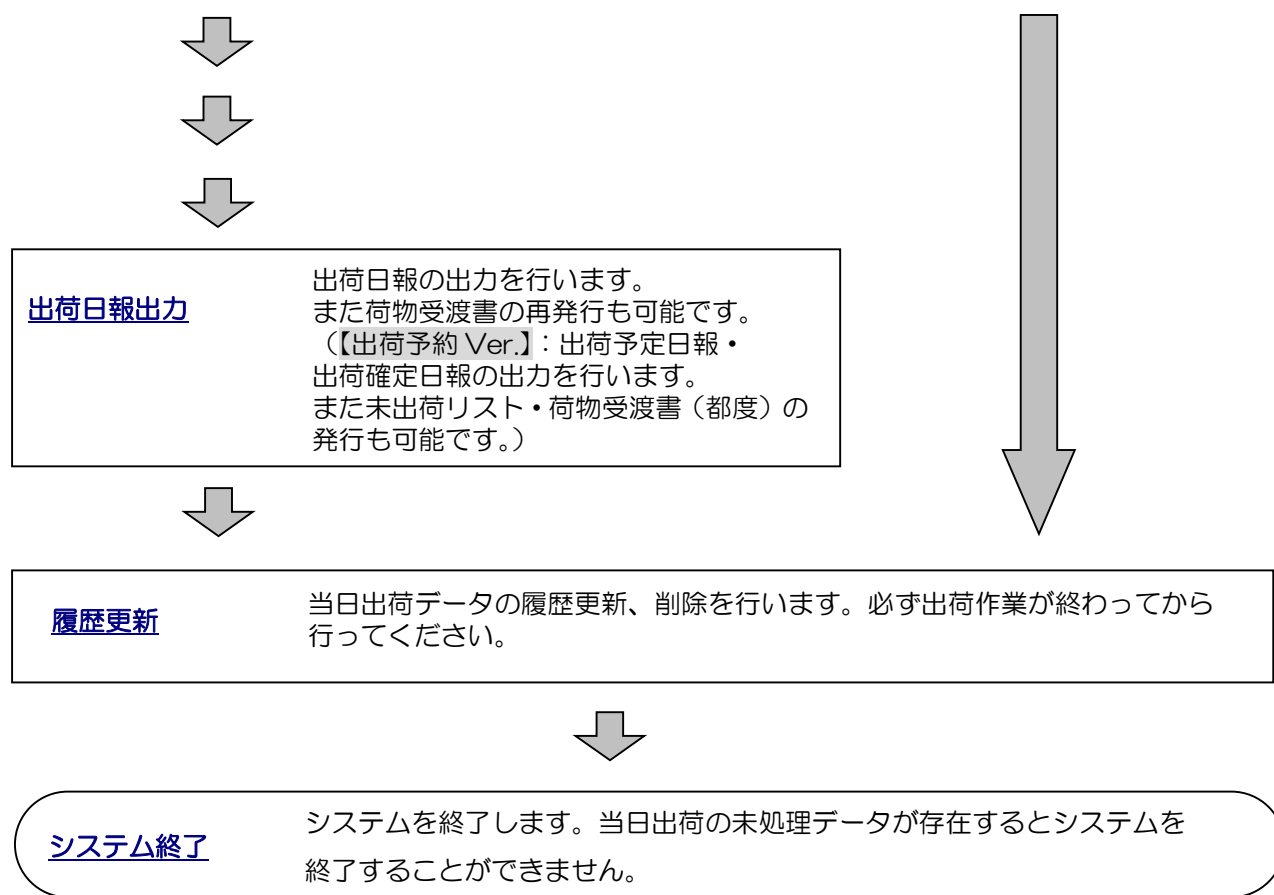 出荷日報出力
出荷日報の出力を行います。
また荷物受渡書の再発行も可能です。
（【出荷予約 Ver.】：出荷予定日報・
出荷確定日報の出力を行います。
また未出荷リスト・荷物受渡書（都度）の
発行も可能です。）
履歴更新
当日出荷データの履歴更新、削除を行います。必ず出荷作業が終わってから
行ってください。
システム終了
システムを終了します。当日出荷の未処理データが存在するとシステムを
終了することができません。